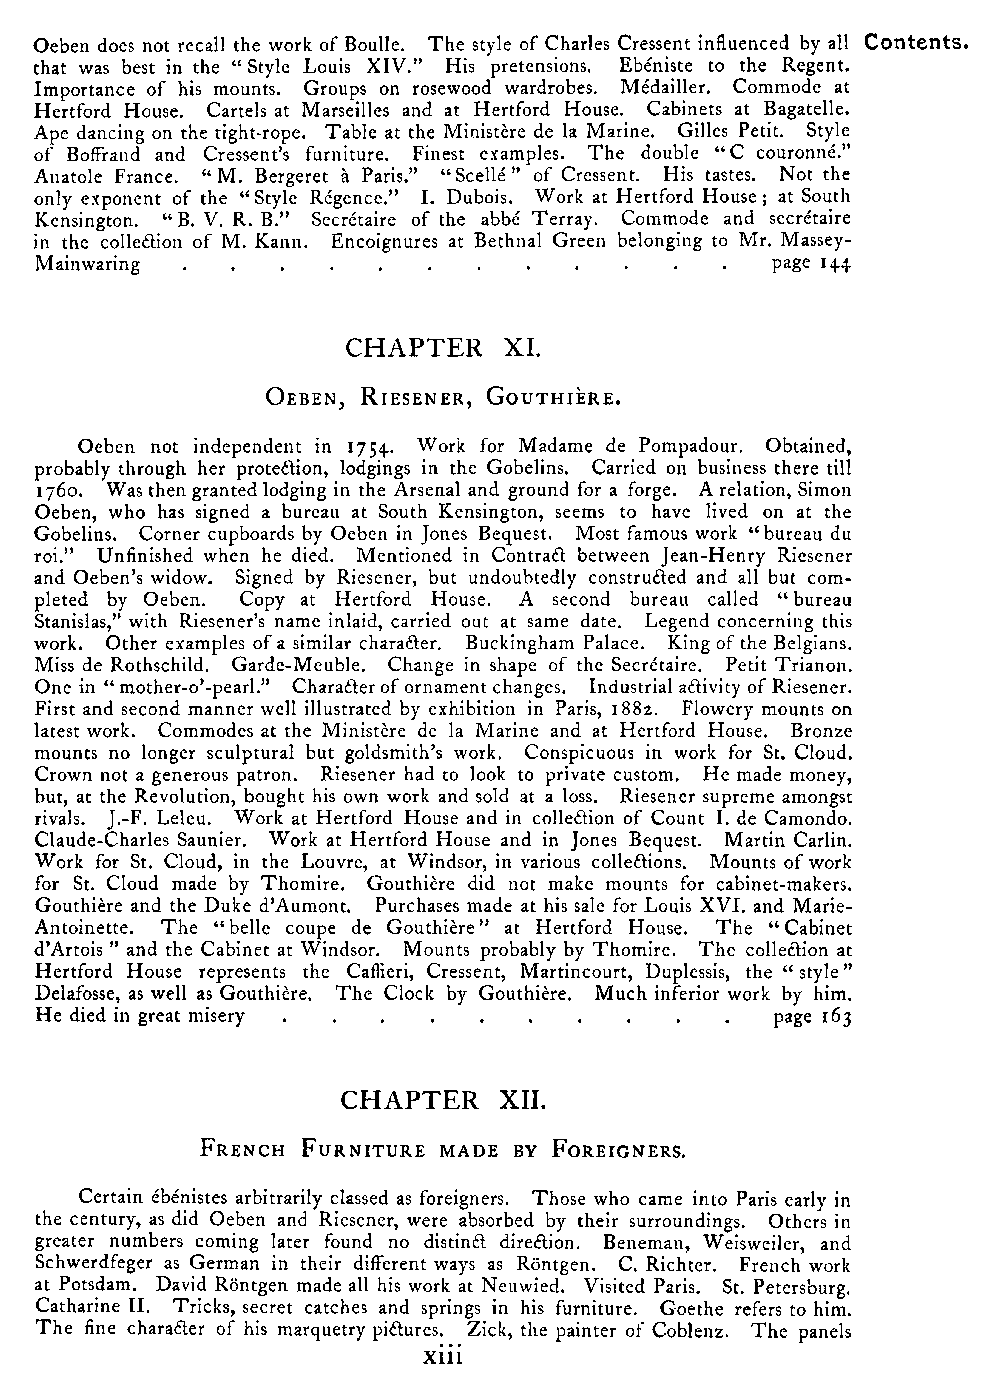 Oeben does not recall the work of Boulle. The style of Charles Cressent influenced by all Contents.
that was best in the “Style Louis XIV.” His pretensions. Ebéniste to the Regent.
Importance of his mounts. Groups on rosewood wardrobes. Médailler. Commode at
Hertford House. Cartels at Marseilles and at Hertford House. Cabinets at Bagatelle.
Ape dancing on the tight-rope. Table at the Ministère de la Marine. Gilles Petit. Style
of Boffrand and Cressent’s furniture. Finest examples. The double “C couronné.”
Anatole France. “M. Bergeret à Paris.” “Scellé” of Cressent. His tastes. Not the
only exponent of the “Style Régence.” I. Dubois. Work at Hertford House; at South
Kensington. “B. V. R. B.” Secrétaire of the abbé Terray. Commode and secrétaire
in the collection of M. Kann. Encoignures at Bethnal Green belonging to Mr. Massey-
Mainwaring . . . . . . . . . . . . page 144
CHAPTER XI.
Oeben, Riesener, Gouthière.
Oeben not independent in 1754. Work for Madame de Pompadour. Obtained,
probably through her protection, lodgings in the Gobelins. Carried on business there till
1760. Was then granted lodging in the Arsenal and ground for a forge. A relation, Simon
Oeben, who has signed a bureau at South Kensington, seems to have lived on at the
Gobelins. Corner cupboards by Oeben in Jones Bequest. Most famous work “bureau du
roi.” Unfinished when he died. Mentioned in Contract between Jean-Henry Riesener
and Oeben’s widow. Signed by Riesener, but undoubtedly constructed and all but com-
pleted by Oeben. Copy at Hertford House. A second bureau called “bureau
Stanislas,” with Riesener’s name inlaid, carried out at same date. Legend concerning this
work. Other examples of a similar character. Buckingham Palace. King of the Belgians.
Miss de Rothschild. Garde-Meuble. Change in shape of the Secrétaire. Petit Trianon.
One in “mother-o’-pearl.” Character of ornament changes. Industrial activity of Riesener.
First and second manner well illustrated by exhibition in Paris, 1882. Flowery mounts on
latest work. Commodes at the Ministère de la Marine and at Hertford House. Bronze
mounts no longer sculptural but goldsmith’s work. Conspicuous in work for St. Cloud.
Crown not a generous patron. Riesener had to look to private custom. He made money,
but, at the Revolution, bought his own work and sold at a loss. Riesener supreme amongst
rivals. J.-F. Leleu. Work at Hertford House and in collection of Count I. de Camondo.
Claude-Charles Saunier. Work at Hertford House and in Jones Bequest. Martin Carlin.
Work for St. Cloud, in the Louvre, at Windsor, in various collections. Mounts of work
for St. Cloud made by Thomire. Gouthière did not make mounts for cabinet-makers.
Gouthière and the Duke d’Aumont. Purchases made at his sale for Louis XVI. and Marie-
Antoinette. The “belle coupe de Gouthière” at Hertford House. The “Cabinet
d’Artois” and the Cabinet at Windsor. Mounts probably by Thomire. The collection at
Hertford House represents the Caffieri, Cressent, Martincourt, Duplessis, the “style”
Delafosse, as well as Gouthière. The Clock by Gouthière. Much inferior work by him.
He died in great misery . . . . . . . . . . page 163
CHAPTER XII.
French Furniture made by Foreigners.
Certain ébénistes arbitrarily classed as foreigners. Those who came into Paris early in
the century, as did Oeben and Riesener, were absorbed by their surroundings. Others in
greater numbers coming later found no distinct direction. Beneman, Weisweiler, and
Schwerdfeger as German in their different ways as Röntgen. C. Richter. French work
at Potsdam. David Röntgen made all his work at Neuwied. Visited Paris. St. Petersburg.
Catharine II. Tricks, secret catches and springs in his furniture. Goethe refers to him.
The fine character of his marquetry pictures. Zick, the painter of Coblenz. The panels
xiii